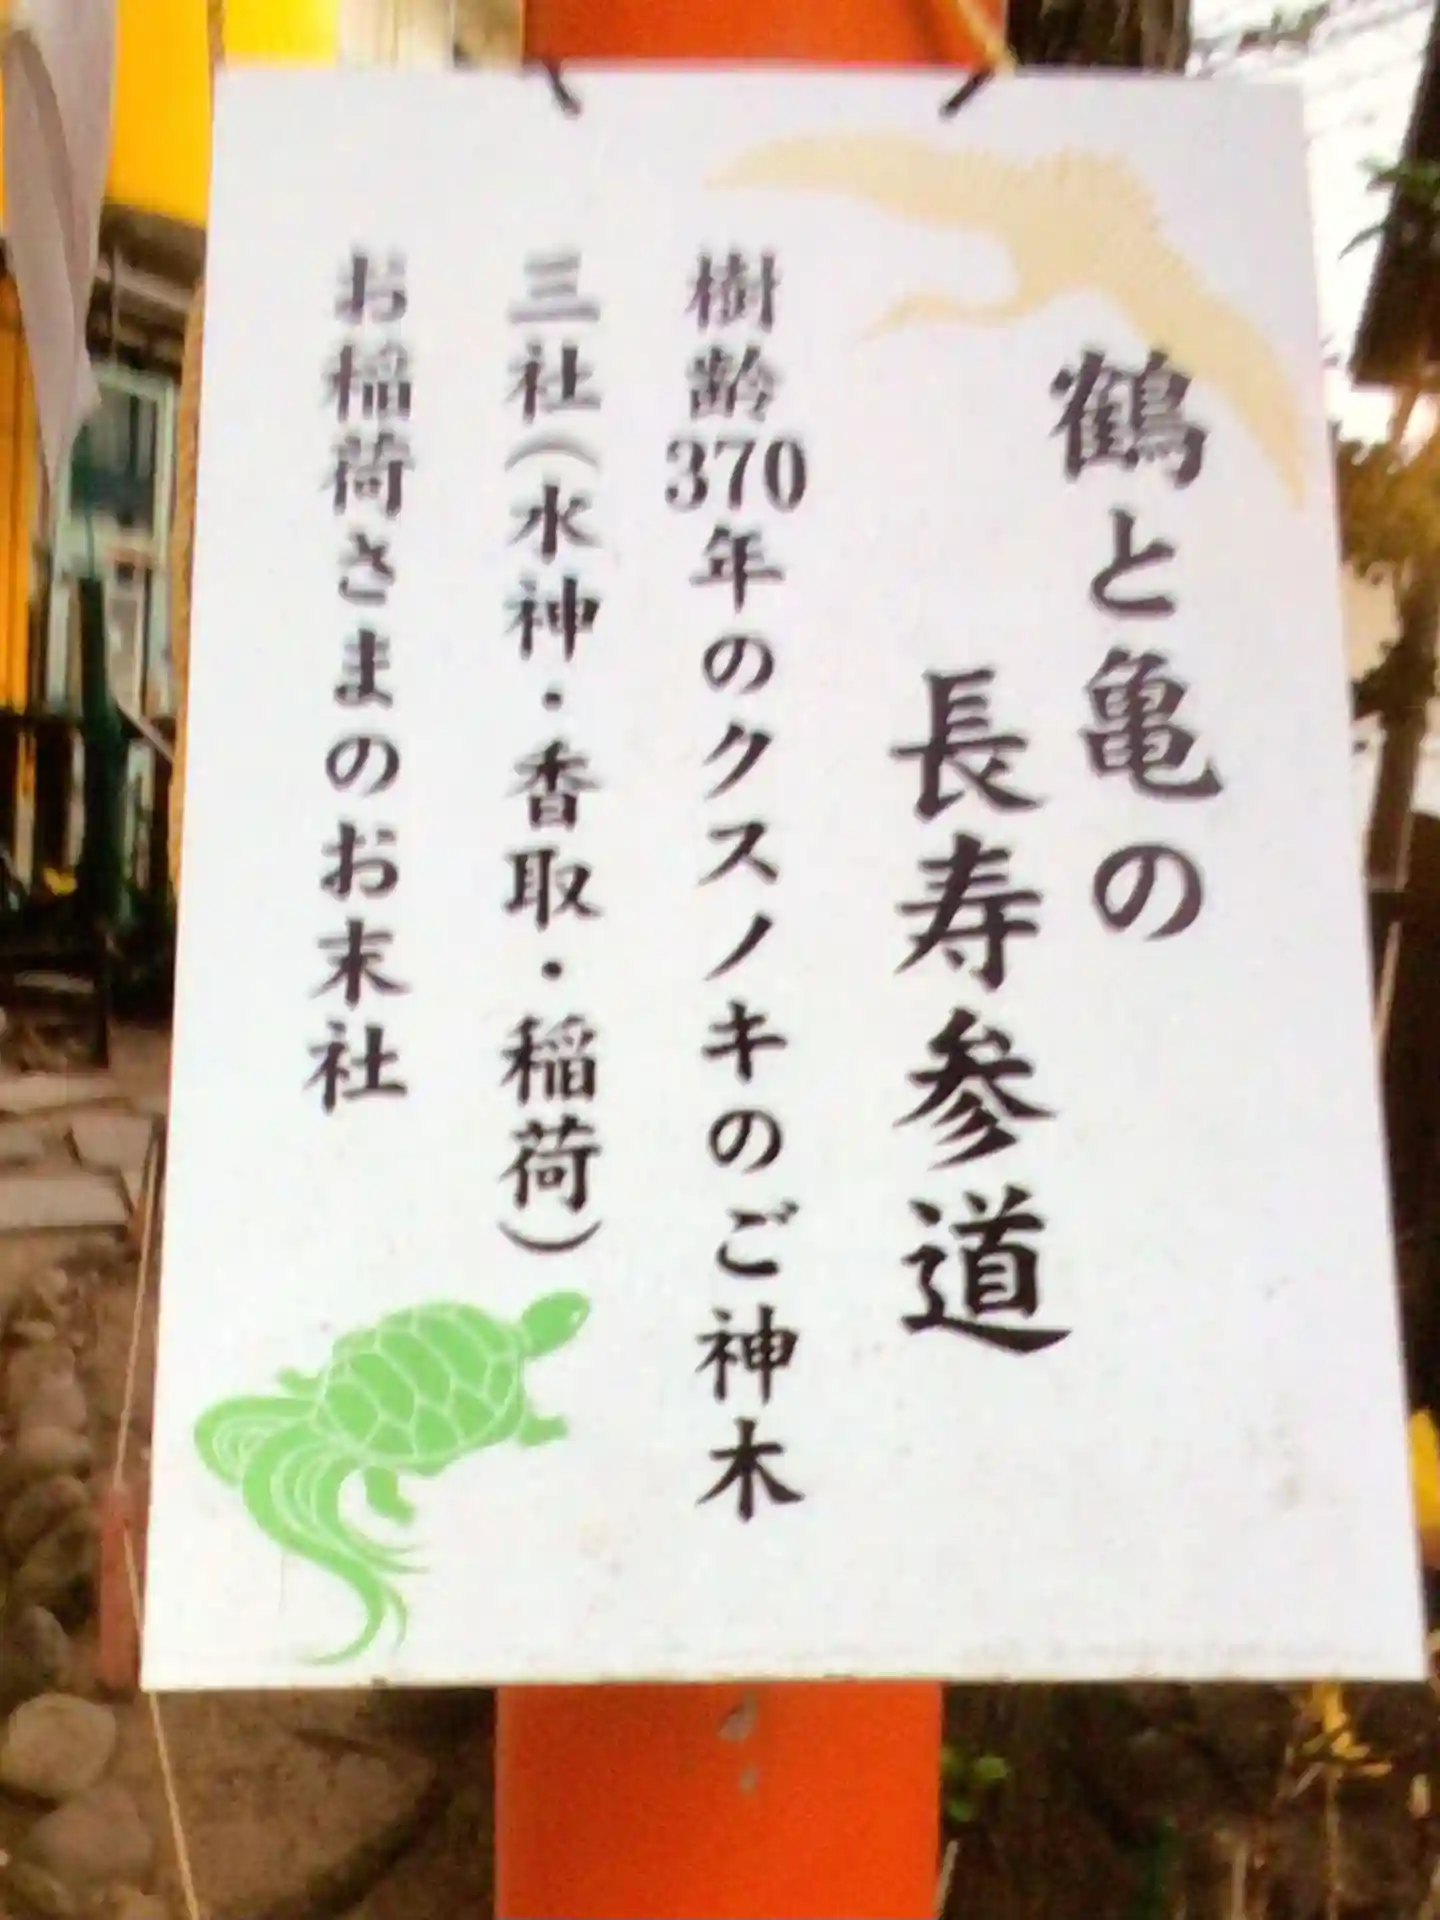 鶴と亀の
長寿参道
樹齢370年のクスノキのご神木
三社(水神・香取・稲荷)
お稲荷さまのお末社